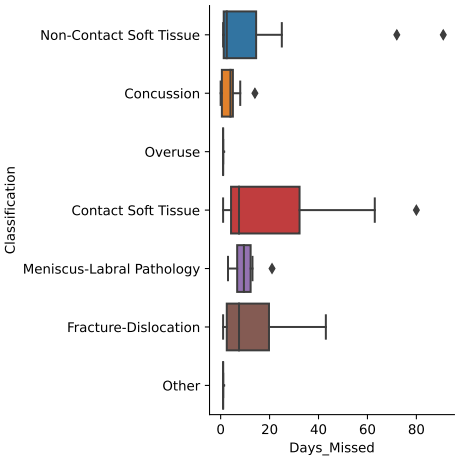 Non-Contact Soft Tissue
Concussion
Overuse
Contact Soft Tissue
Meniscus-Labral Pathology
Fracture-Dislocation
Other
Classification
0 20 40 60 80
Days_Missed